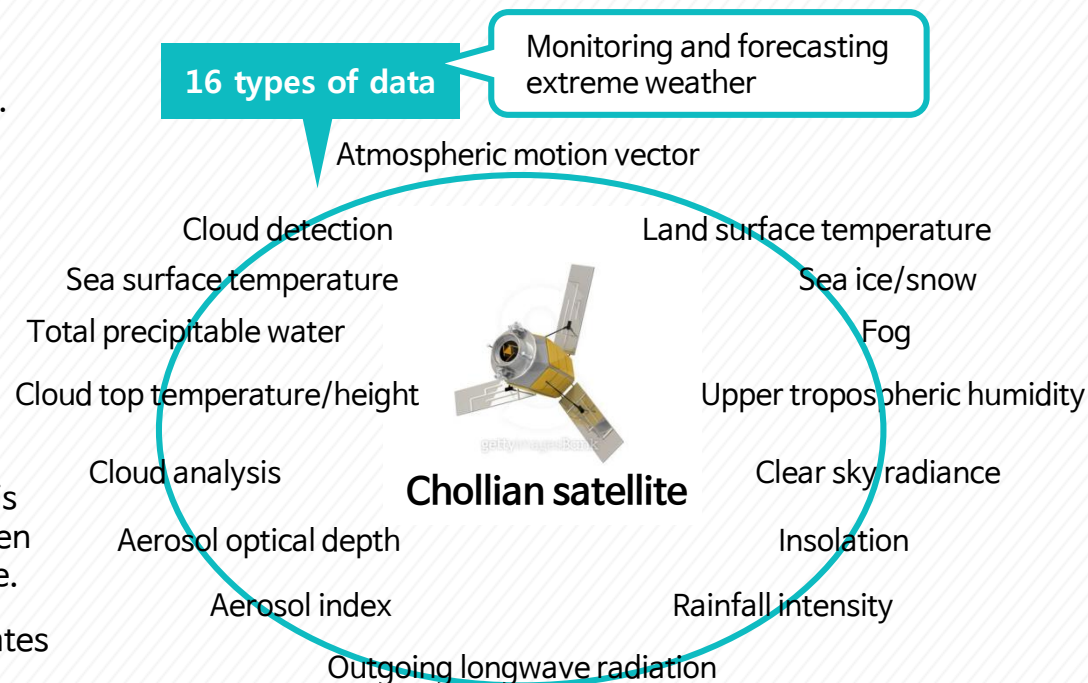 Monitoring and forecasting
extreme weather
16 types of data
.
Atmospheric motion vector
Cloud detection
Land surface temperature
Sea surface temperature
Sea ice/snow
Total precipitable water
Fog
Cloud top temperature/height
Upper tropospheric humidity
Cloud analysis
Clear sky radiance
Chollian satellite
Aerosol optical depth
Insolation
Aerosol index
Rainfall intensity
Outgoing longwave radiation